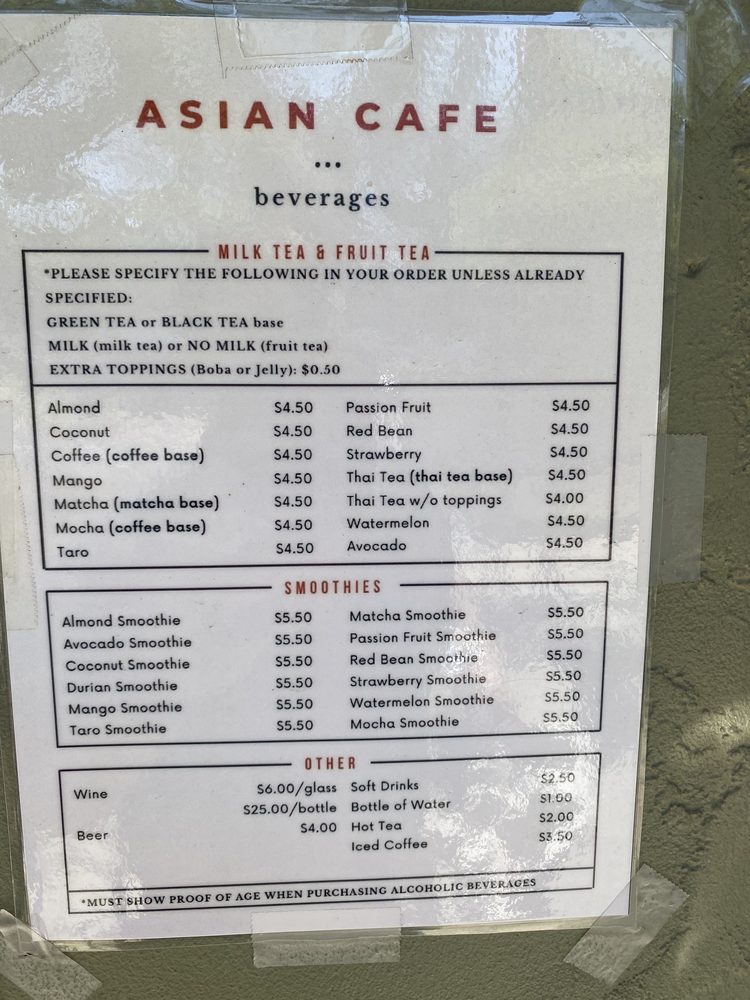 ASIAN CAFE
...
beverages
MILK TEA & FRUIT TEA
*PLEASE SPECIFY THE FOLLOWING IN YOUR ORDER UNLESS ALREADY
SPECIFIED:
GREEN TEA or BLACK TEA base
MILK (milk tea) or NO MILK (fruit tea)
EXTRA TOPPINGS (Boba or Jelly): $0.50
Almond $4.50 Passion Fruit $4.50
Coconut $4.50 Red Bean $4.50
Coffee (coffee base) $4.50 Strawberry $4.50
Mango $4.50 Thai Tea (thai tea base) $4.50
Matcha (matcha base) $4.50 Thai Tea w/o toppings $4.00
Mocha (coffee base) $4.50 Watermelon $4.50
Taro $4.50 Avocado $4.50
SMOOTHIES
Almond Smoothie $5.50 Matcha Smoothie $5.50
Avocado Smoothie $5.50 Passion Fruit Smoothie $5.50
Coconut Smoothie $5.50 Red Bean Smoothie $5.50
Durian Smoothie $5.50 Strawberry Smoothie $5.50
Mango Smoothie $5.50 Watermelon Smoothie $5.50
Taro Smoothie $5.50 Mocha Smoothie $5.50
OTHER
Wine $6.00/glass Soft Drinks $2.50
$25.00/bottle Bottle of Water $1.00
Beer $4.00 Hot Tea $2.00
Iced Coffee $3.50
*MUST SHOW PROOF OF AGE WHEN PURCHASING ALCOHOLIC BEVERAGES